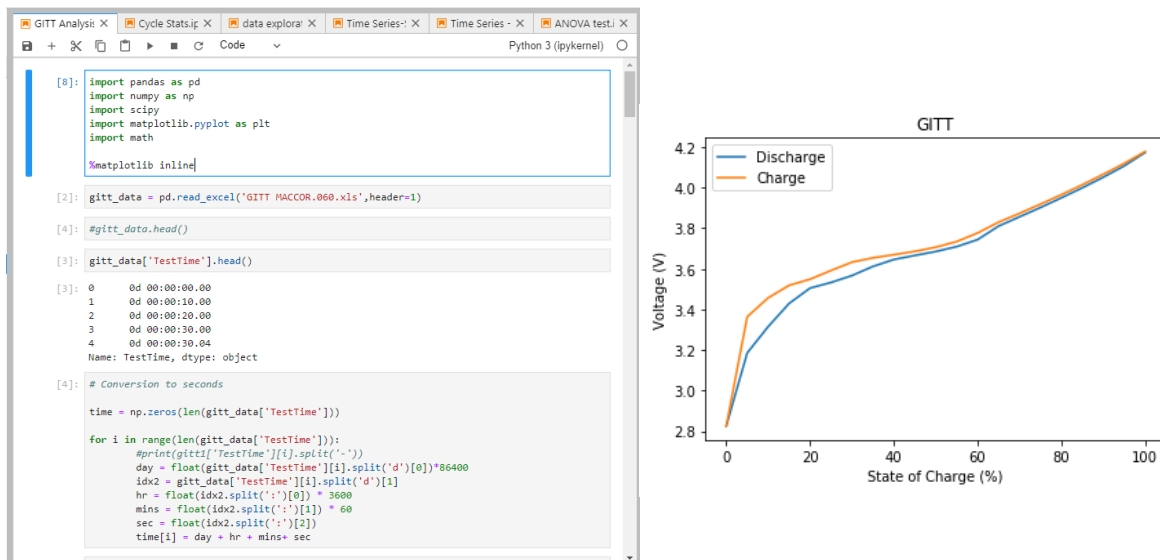 GITT Analysis
Cycle Stats.ip
data explorat
Time Series-S
Time Series -
ANOVA test.i
Code
Python 3 (ipykernel)
[8]:
import pandas as pd
import numpy as np
import scipy
import matplotlib.pyplot as plt
import math
%matplotlib inline
[2]:
gitt_data = pd.read_excel('GITT MACCOR.060.xls',header=1)
[4]:
#gitt_data.head()
[3]:
gitt_data['TestTime'].head()
[3]:
0 0d 00:00:00.00
1 0d 00:00:10.00
2 0d 00:00:20.00
3 0d 00:00:30.00
4 0d 00:00:30.04
Name: TestTime, dtype: object
[4]:
# Conversion to seconds
time = np.zeros(len(gitt_data['TestTime']))
for i in range(len(gitt_data['TestTime'])):
#print(gitt1['TestTime'][i].split('-'))
day = float(gitt_data['TestTime'][i].split('d')[0])*86400
idx2 = gitt_data['TestTime'][i].split('d')[1]
hr = float(idx2.split(':')[0]) * 3600
mins = float(idx2.split(':')[1]) * 60
sec = float(idx2.split(':')[2])
time[i] = day + hr + mins+ sec
GITT
Discharge
Charge
4.2
4.0
3.8
3.6
3.4
3.2
3.0
2.8
Voltage (V)
0 20 40 60 80 100
State of Charge (%)